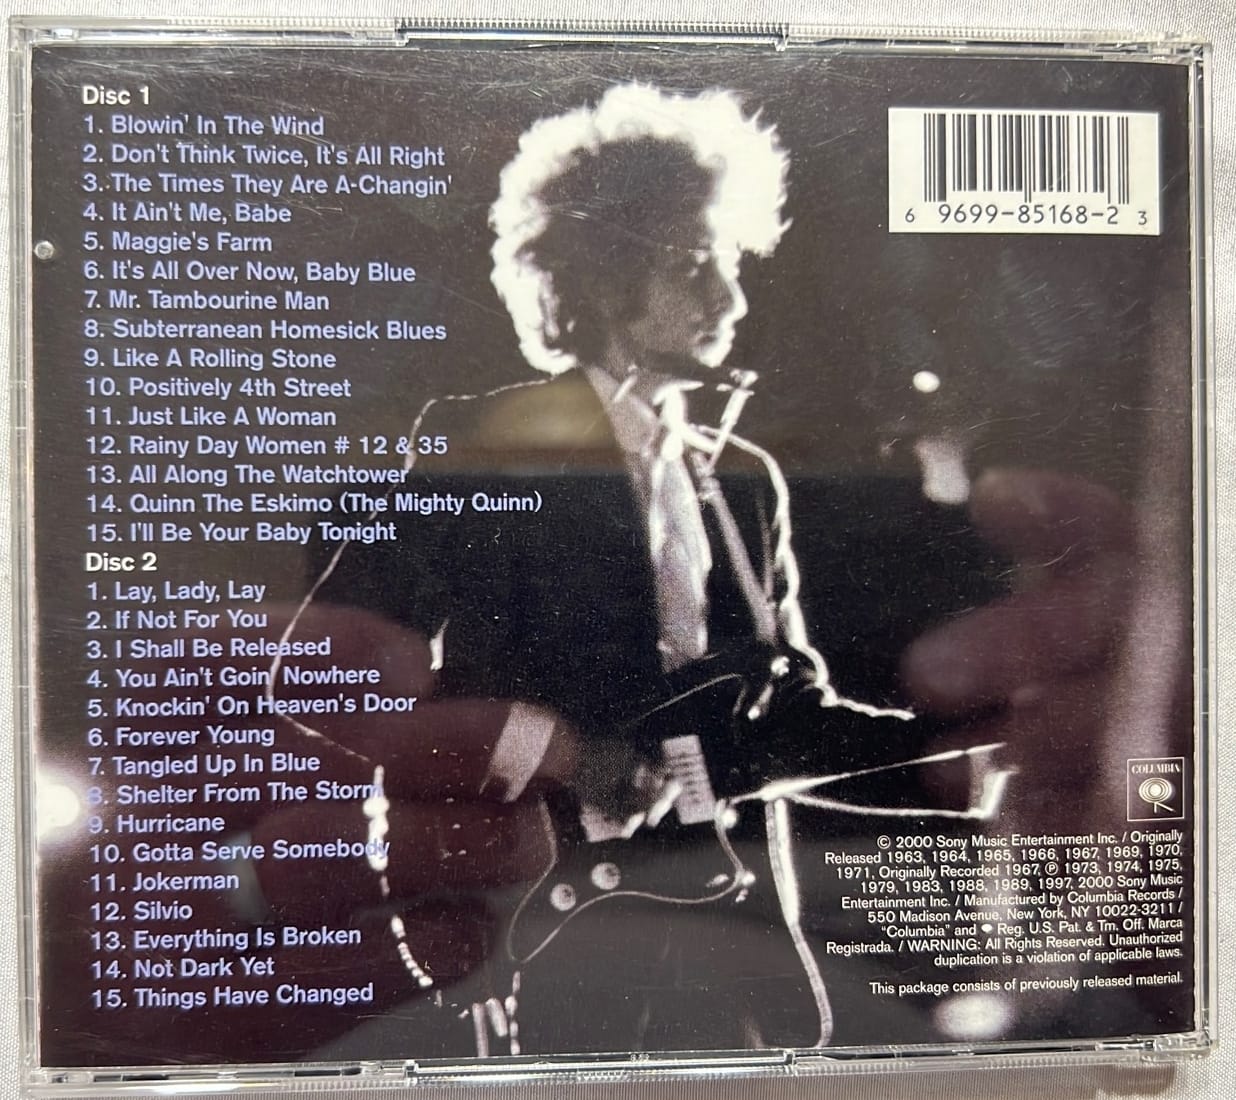 Disc 1
1. Blowin' In The Wind
2. Don't Think Twice, It's All Right
3. The Times They Are A-Changin'
4. It Ain't Me, Babe
5. Maggie's Farm
6. It's All Over Now, Baby Blue
7. Mr. Tambourine Man
8. Subterranean Homesick Blues
9. Like A Rolling Stone
10. Positively 4th Street
11. Just Like A Woman
12. Rainy Day Women # 12 & 35
13. All Along The Watchtower
14. Quinn The Eskimo (The Mighty Quinn)
15. I'll Be Your Baby Tonight
Disc 2
1. Lay, Lady, Lay
2. If Not For You
3. I Shall Be Released
4. You Ain't Goin' Nowhere
5. Knockin' On Heaven's Door
6. Forever Young
7. Tangled Up In Blue
8. Shelter From The Storm
9. Hurricane
10. Gotta Serve Somebody
11. Jokerman
12. Silvio
13. Everything Is Broken
14. Not Dark Yet
15. Things Have Changed
6 9699-85168-2 3
COLUMBIA
© 2000 Sony Music Entertainment Inc. / Originally
Released 1963, 1964, 1965, 1966, 1967, 1969, 1970,
1971, Originally Recorded 1967, ℗ 1973, 1974, 1975,
1979, 1983, 1988, 1989, 1997, 2000 Sony Music
Entertainment Inc. / Manufactured by Columbia Records /
550 Madison Avenue, New York, NY 10022-3211 /
"Columbia" and Reg. U.S. Pat. & Tm. Off. Marca
Registrada. / WARNING: All Rights Reserved. Unauthorized
duplication is a violation of applicable laws.
This package consists of previously released material.